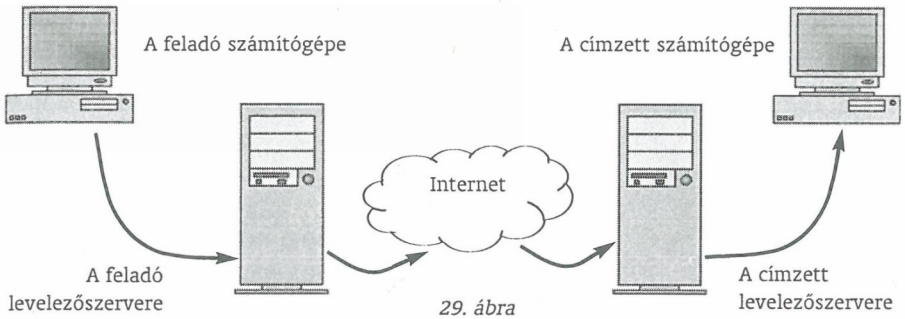 A feladó számítógépe
A címzett számítógépe
Internet
A feladó
levelezőszervere
A címzett
levelezőszervere
29. ábra